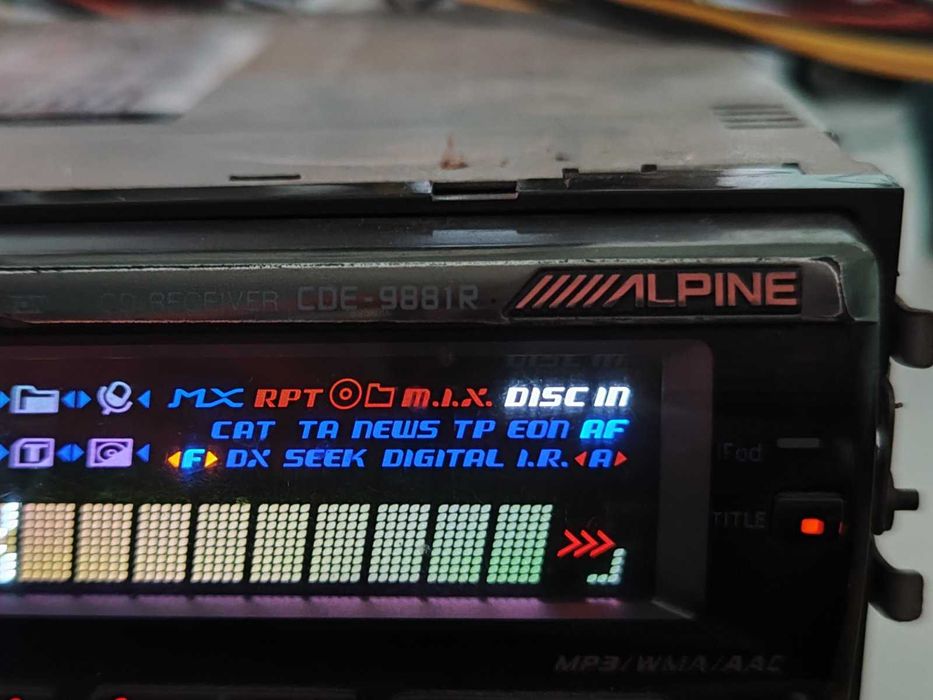 CD RECEIVER CDE-9881R ALPINE
MX RPT m.i.x. DISC IN
CAT TA NEWS TP EON AF
F DX SEEK DIGITAL I.R. A
T
iPod
TITLE
MP3/WMA/AAC